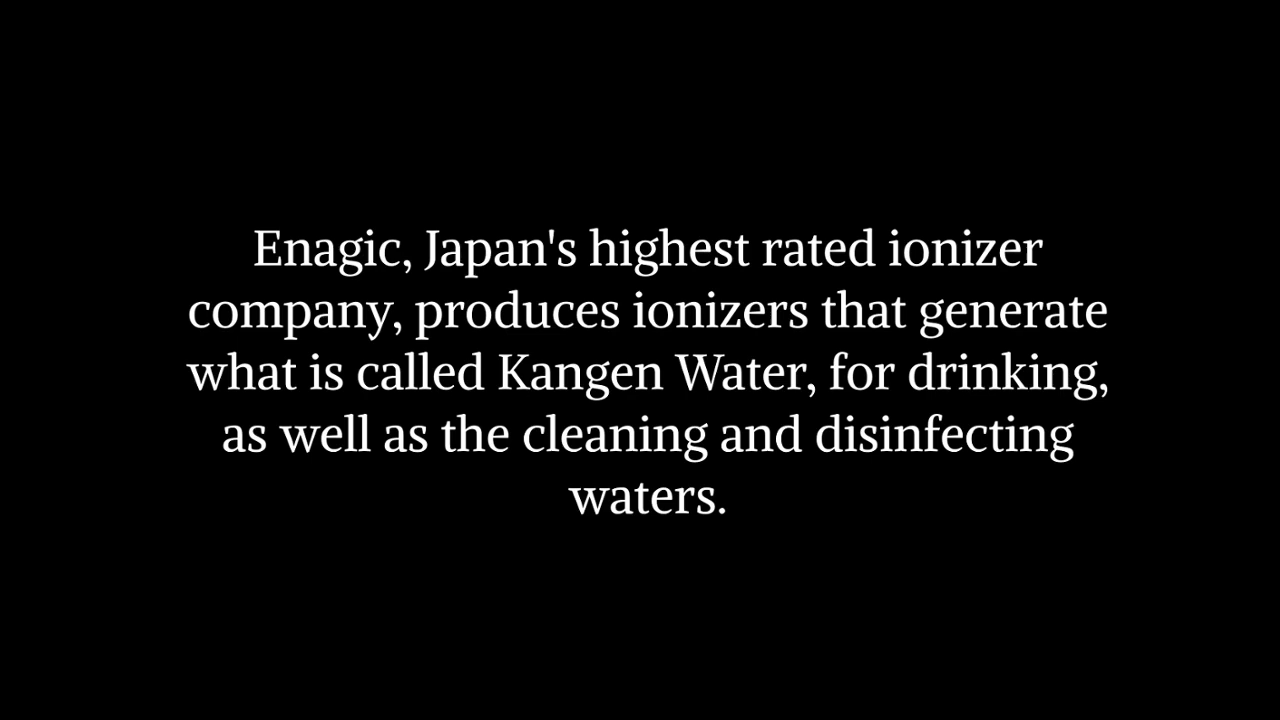 Enagic, Japan's highest rated ionizer
company, produces ionizers that generate
what is called Kangen Water, for drinking,
as well as the cleaning and disinfecting
waters.